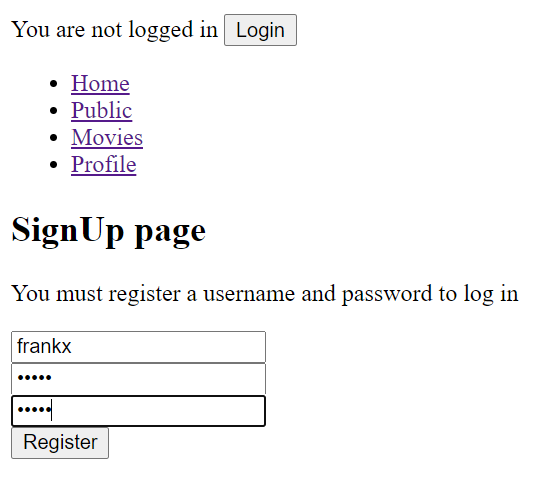 You are not logged in Login
Home
Public
Movies
Profile
SignUp page
You must register a username and password to log in
frankx
•••••
•••••
Register